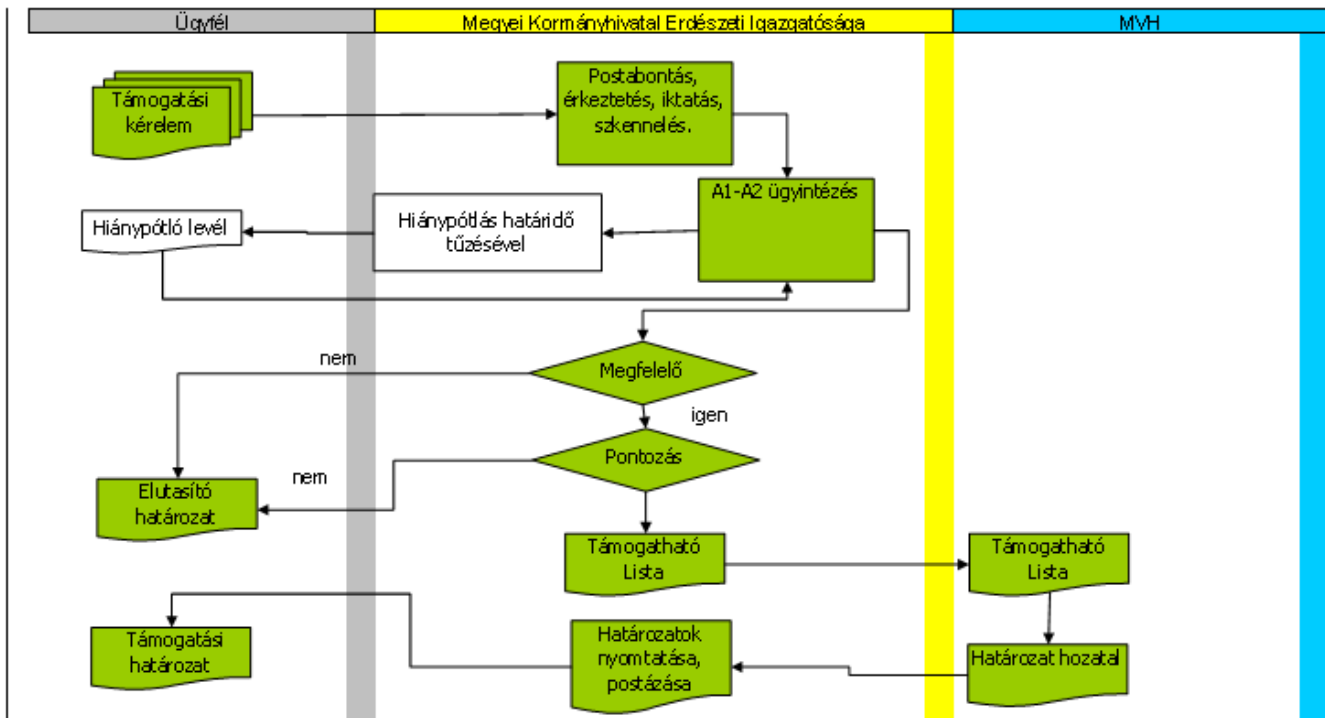 Ügyfél
Megyei Kormányhivatal Erdészeti Igazgatósága
MVH
Támogatási
kérelem
Postabontás,
érkeztetés, iktatás,
szkennelés.
A1-A2 ügyintézés
Hiánypótlás határidő
tűzésével
Hiánypótló levél
nem
Megfelelő
igen
Pontozás
nem
Elutasító
határozat
Támogatható
Lista
Támogatható
Lista
Támogatási
határozat
Határozatok
nyomtatása,
postázása
Határozat hozatal